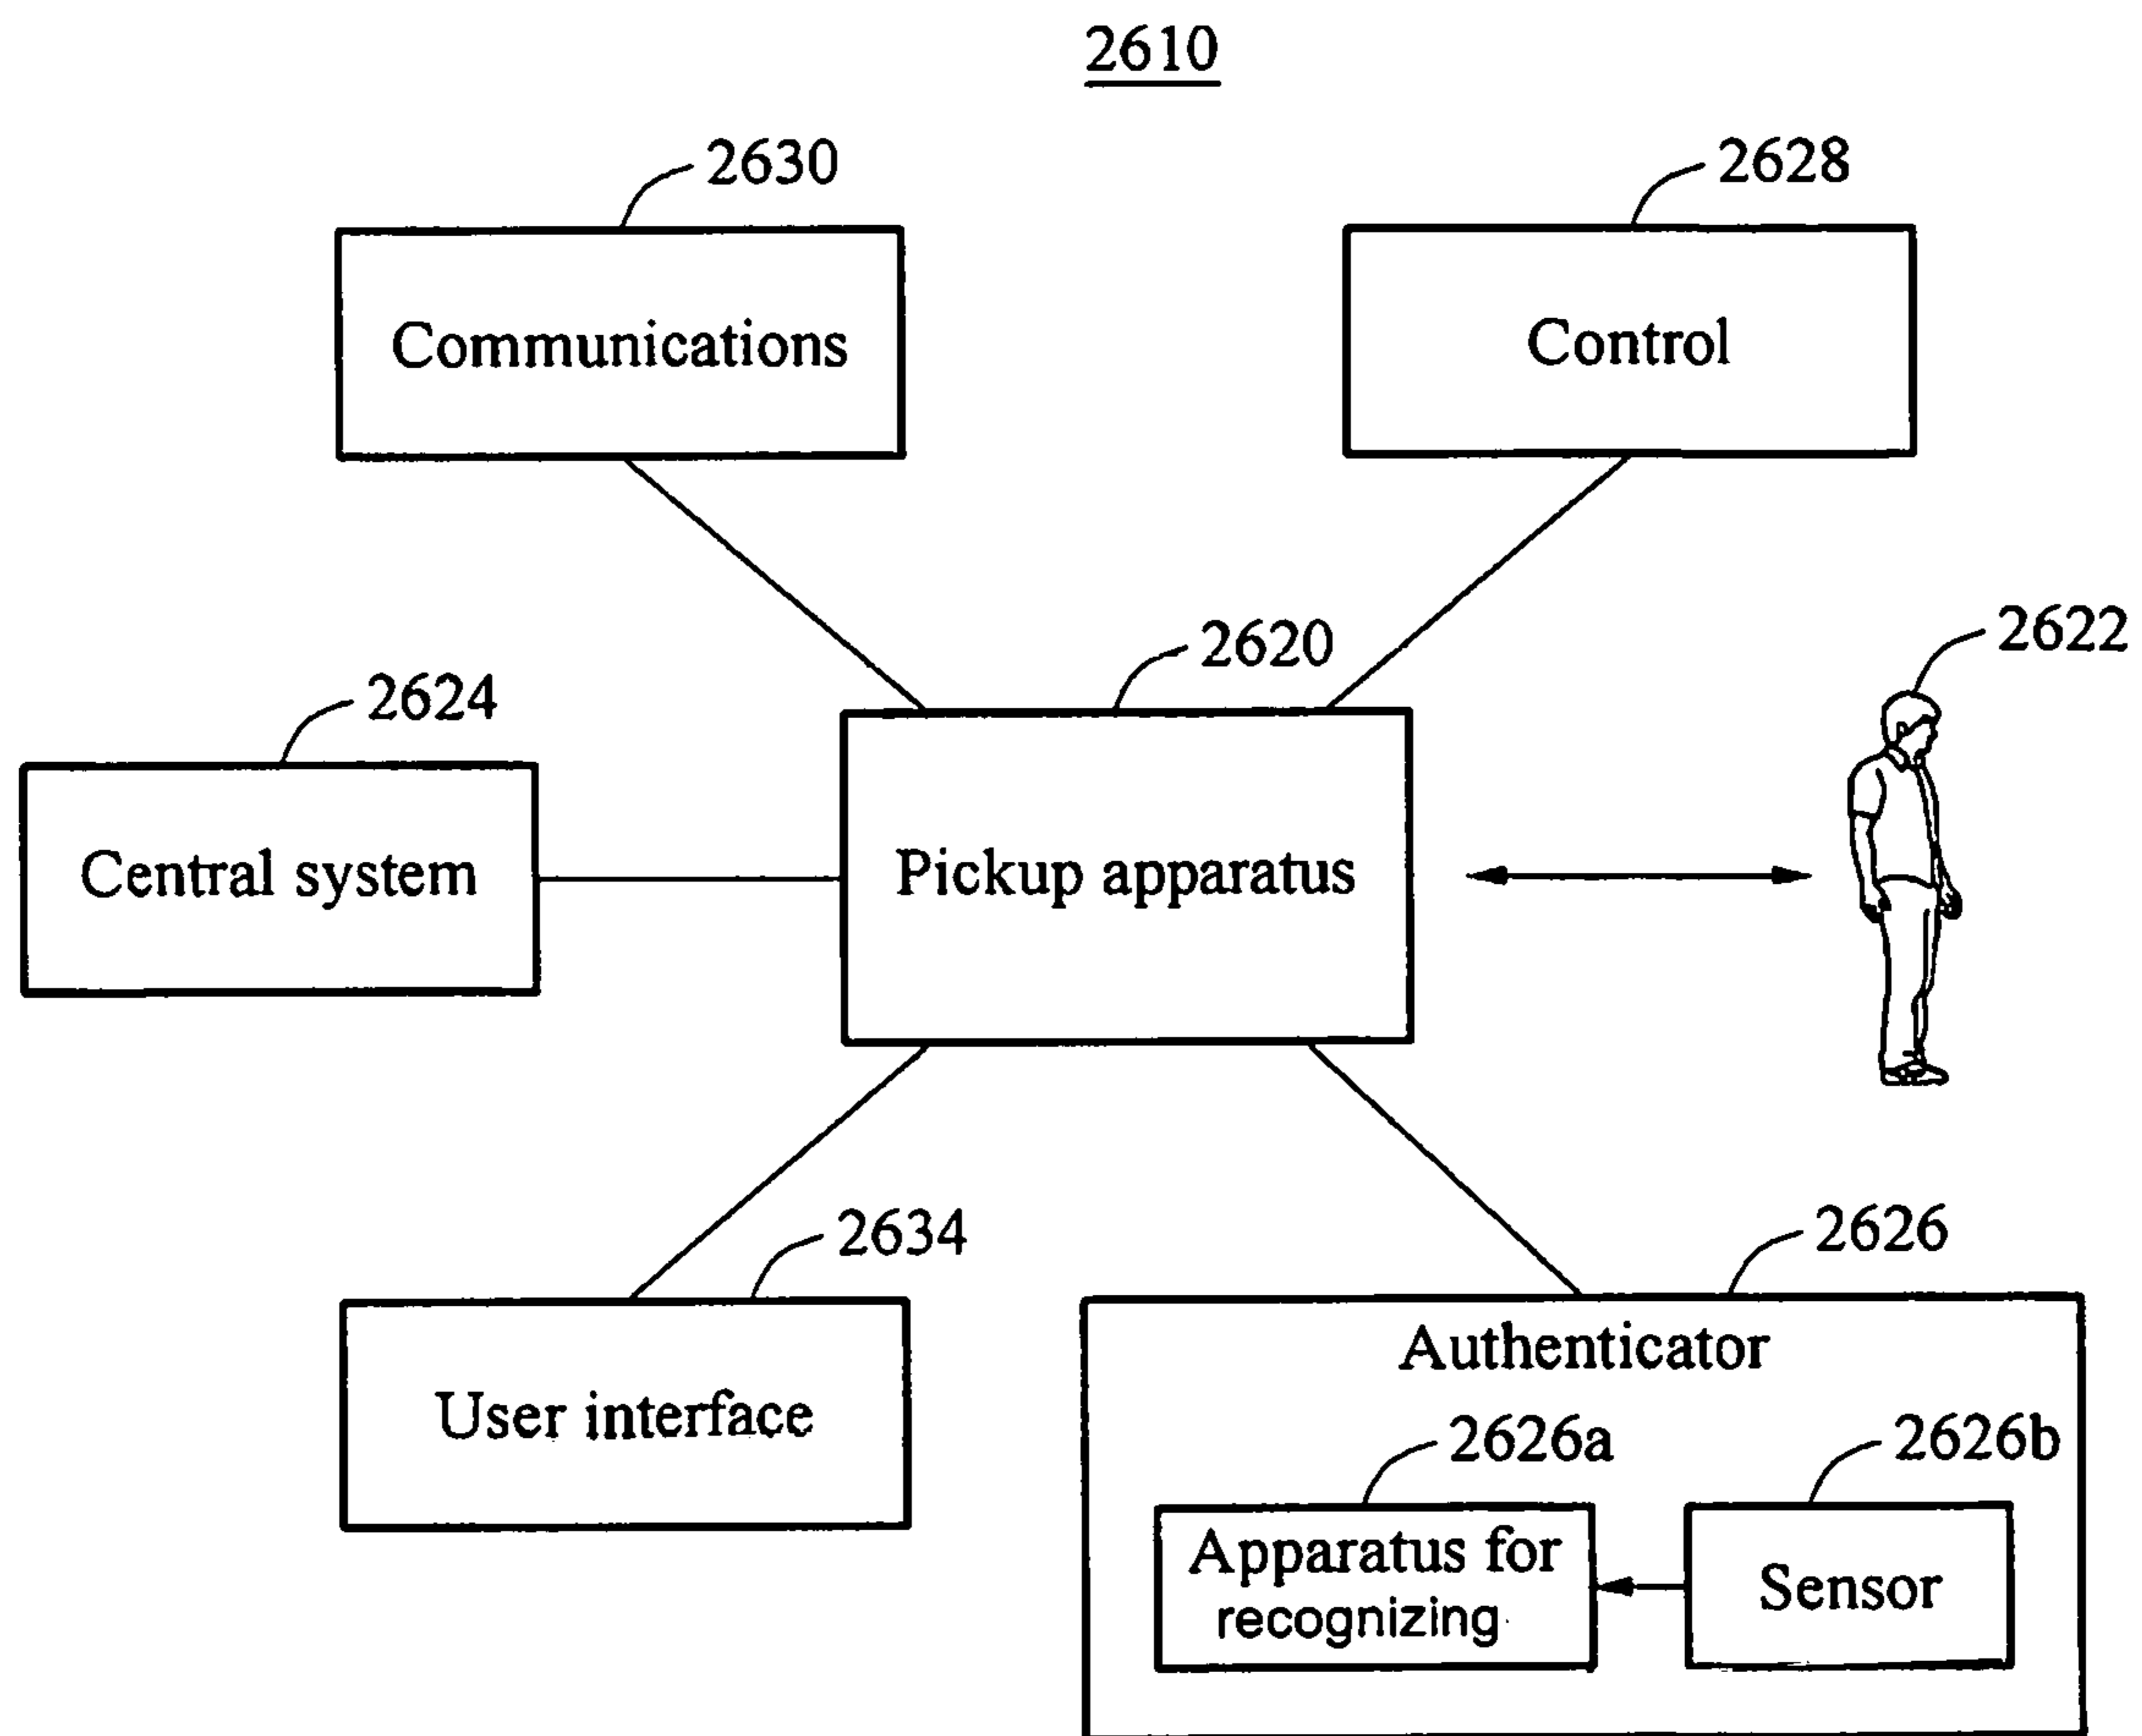 2610
2630
2628
Communications
Control
2622
2620
2624
Central system
Pickup apparatus
2634
2626
Authenticator
User interface
2626a
2626b
Apparatus for
recognizing
Sensor